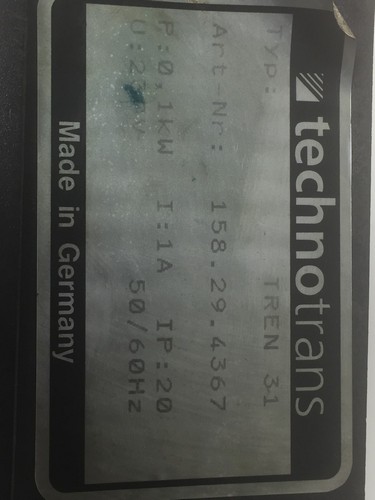 technotrans
Typ: TREN 31
Art-Nr: 158.29.4367
P:0,1kW I:1A IP:20
50/60Hz
Made in Germany